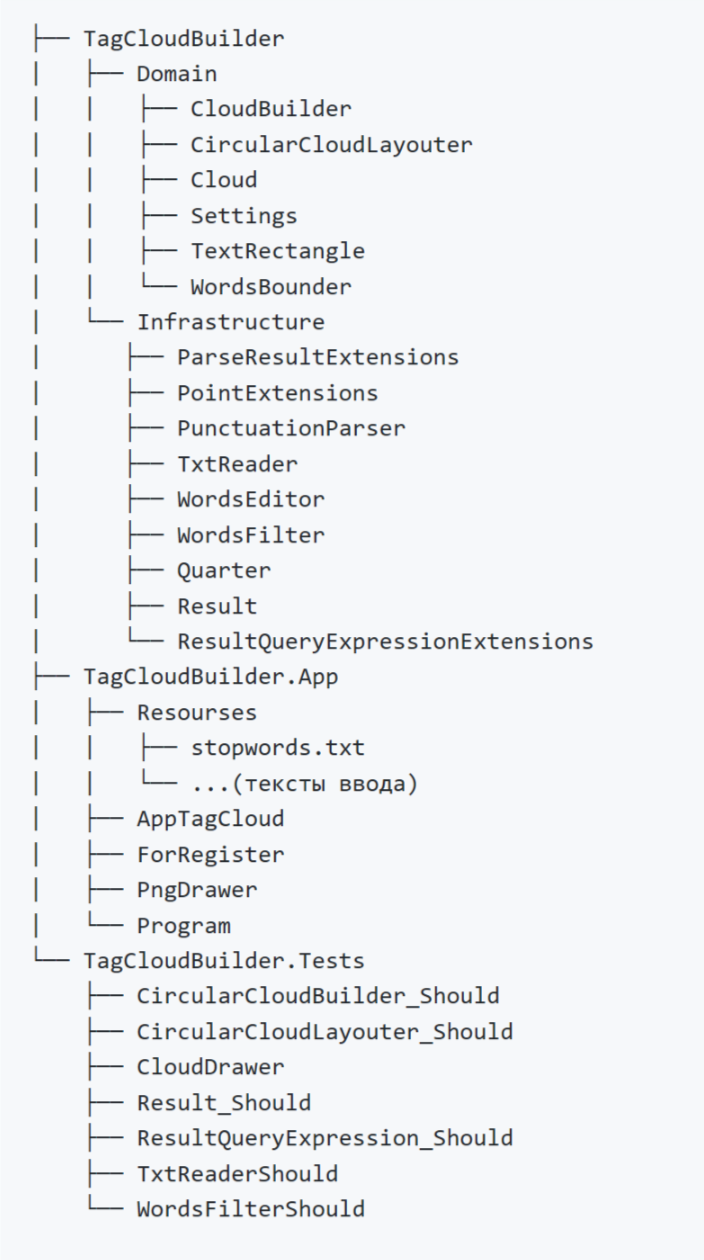 ├── TagCloudBuilder
│   ├── Domain
│   │   ├── CloudBuilder
│   │   ├── CircularCloudLayouter
│   │   ├── Cloud
│   │   ├── Settings
│   │   ├── TextRectangle
│   │   └── WordsBounder
│   └── Infrastructure
│      ├── ParseResultExtensions
│      ├── PointExtensions
│      ├── PunctuationParser
│      ├── TxtReader
│      ├── WordsEditor
│      ├── WordsFilter
│      ├── Quarter
│      ├── Result
│      └── ResultQueryExpressionExtensions
├── TagCloudBuilder.App
│   ├── Resourses
│   │   ├── stopwords.txt
│   │   └── ...(тексты ввода)
│   ├── AppTagCloud
│   ├── ForRegister
│   ├── PngDrawer
│   └── Program
└── TagCloudBuilder.Tests
    ├── CircularCloudBuilder_Should
    ├── CircularCloudLayouter_Should
    ├── CloudDrawer
    ├── Result_Should
    ├── ResultQueryExpression_Should
    ├── TxtReaderShould
    └── WordsFilterShould